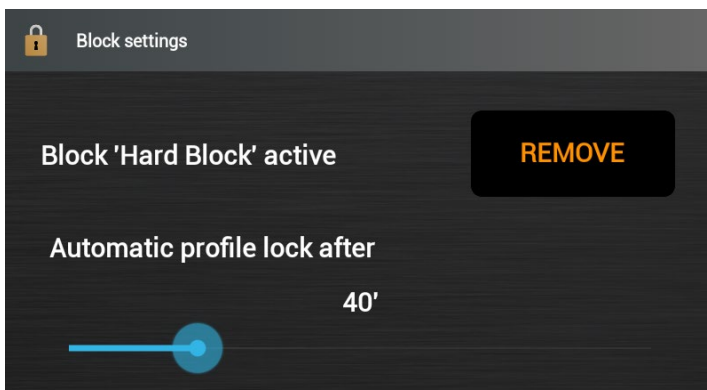 Block settings
Block 'Hard Block' active
REMOVE
Automatic profile lock after
40'